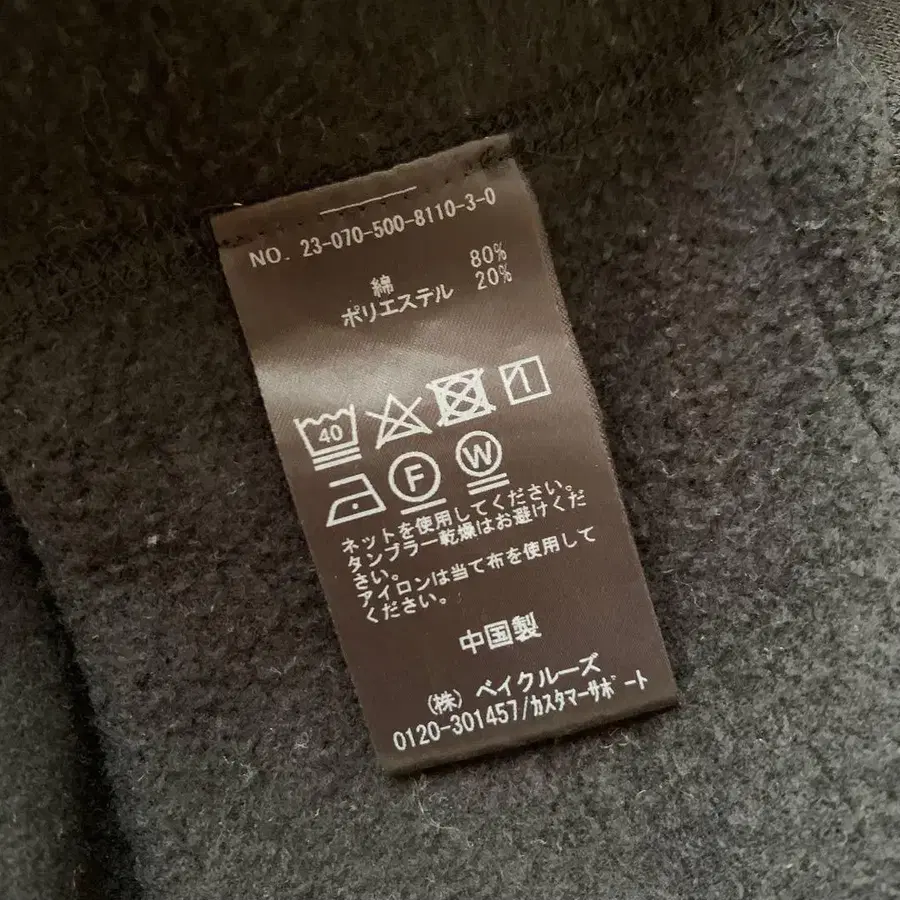 NO. 23-070-500-8110-3-0
綿 80%
ポリエステル 20%
40
F W
ネットを使用してください。
タンブラー乾燥はお避けくだ
さい。
アイロンは当て布を使用して
ください。
中国製
(株) ベイクルーズ
0120-301457/カスタマーサポート